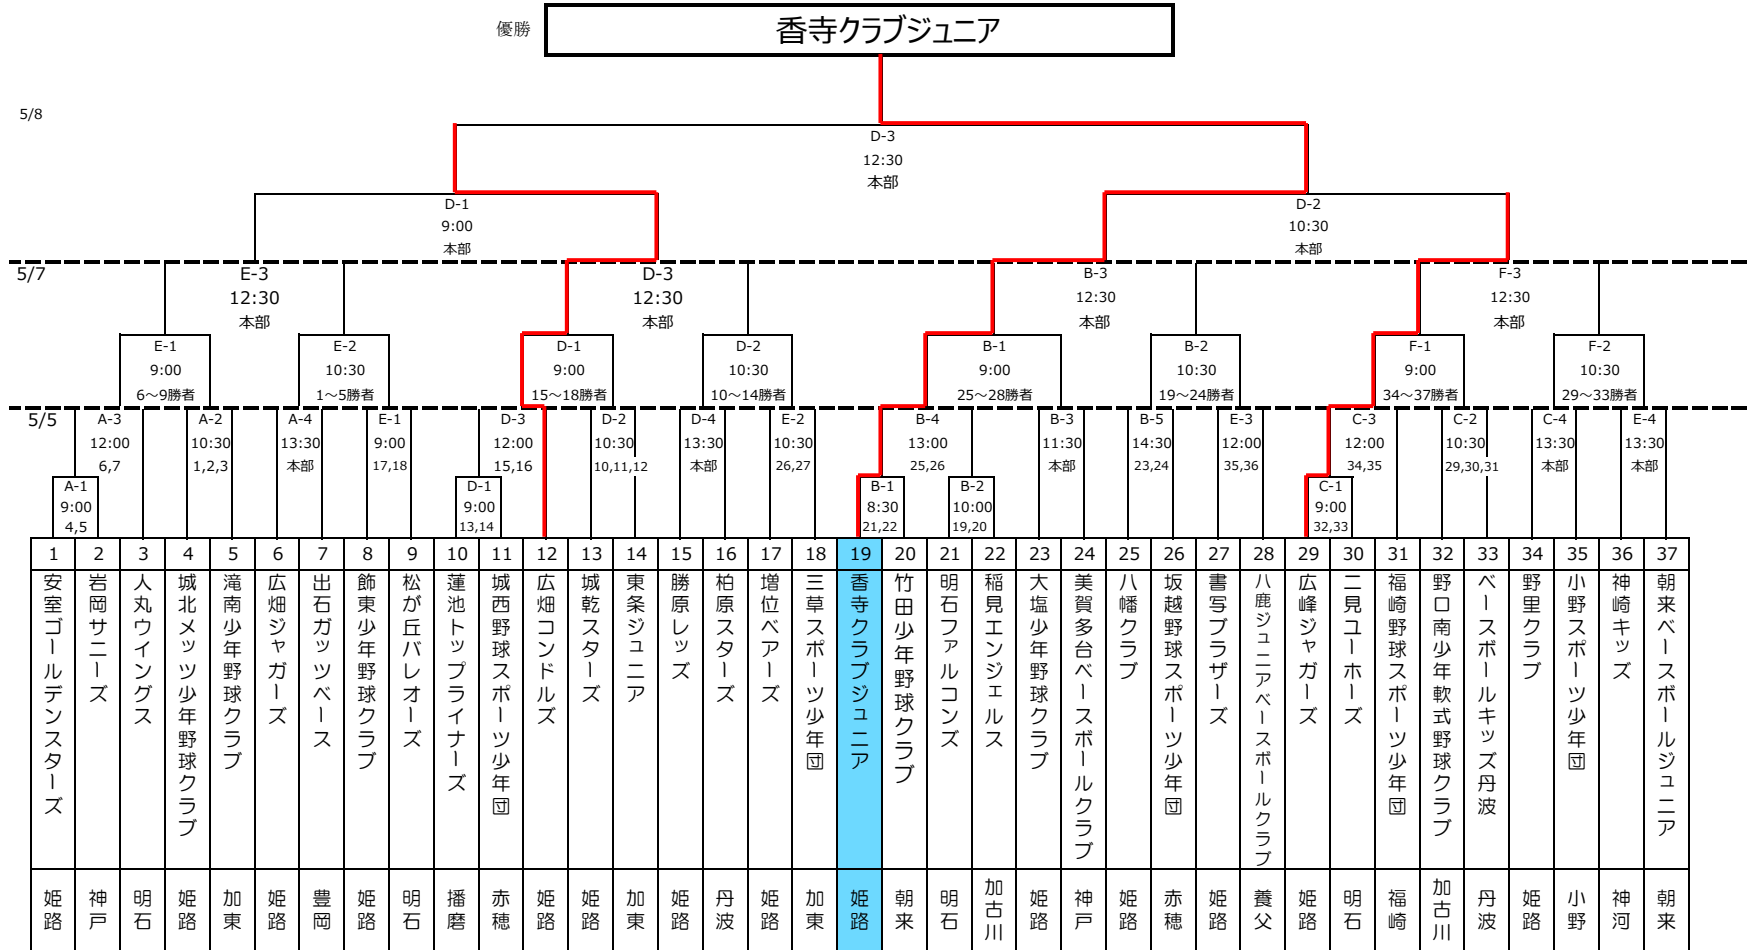 優勝
香寺クラブジュニア
5/8
D-3
12:30
本部
D-1
9:00
本部
D-2
10:30
本部
5/7
E-3
12:30
本部
D-3
12:30
本部
B-3
12:30
本部
F-3
12:30
本部
E-1
9:00
6～9勝者
E-2
10:30
1～5勝者
D-1
9:00
15～18勝者
D-2
10:30
10～14勝者
B-1
9:00
25～28勝者
B-2
10:30
19～24勝者
F-1
9:00
34～37勝者
F-2
10:30
29～33勝者
5/5
A-3
12:00
6,7
A-2
10:30
1,2,3
A-4
13:30
本部
E-1
9:00
17,18
D-3
12:00
15,16
D-2
10:30
10,11,12
D-4
13:30
本部
E-2
10:30
26,27
B-4
13:00
25,26
B-3
11:30
本部
B-5
14:30
23,24
E-3
12:00
35,36
C-3
12:00
34,35
C-2
10:30
29,30,31
C-4
13:30
本部
E-4
13:30
本部
A-1
9:00
4,5
D-1
9:00
13,14
B-1
8:30
21,22
B-2
10:00
19,20
C-1
9:00
32,33
1 2 3 4 5 6 7 8 9 10 11 12 13 14 15 16 17 18 19 20 21 22 23 24 25 26 27 28 29 30 31 32 33 34 35 36 37
安室ゴールデンスターズ
岩岡サニーズ
人丸ウイングス
城北メッツ少年野球クラブ
滝南少年野球クラブ
広畑ジャガーズ
出石ガッツベース
飾東少年野球クラブ
松が丘バレオーズ
蓮池トップライナーズ
城西野球スポーツ少年団
広畑コンドルズ
城乾スターズ
東条ジュニア
勝原レッズ
柏原スターズ
増位ベアーズ
三草スポーツ少年団
香寺クラブジュニア
竹田少年野球クラブ
明石ファルコンズ
稲見エンジェルス
大塩少年野球クラブ
美賀多台ベースボールクラブ
八幡クラブ
坂越野球スポーツ少年団
書写ブラザーズ
八鹿ジュニアベースボールクラブ
広峰ジャガーズ
二見ユーホーズ
福崎野球スポーツ少年団
野口南少年軟式野球クラブ
ベースボールキッズ丹波
野里クラブ
小野スポーツ少年団
神崎キッズ
朝来ベースボールジュニア
姫路
神戸
明石
姫路
加東
姫路
豊岡
姫路
明石
播磨
赤穂
姫路
姫路
加東
姫路
丹波
姫路
加東
姫路
朝来
明石
加古川
姫路
神戸
姫路
赤穂
姫路
養父
姫路
明石
福崎
加古川
丹波
姫路
小野
神河
朝来